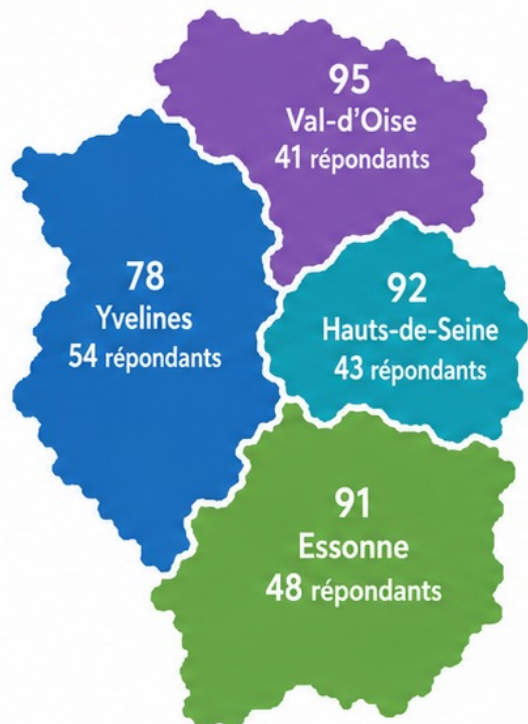 95
Val-d'Oise
41 répondants
78
Yvelines
54 répondants
92
Hauts-de-Seine
43 répondants
91
Essonne
48 répondants